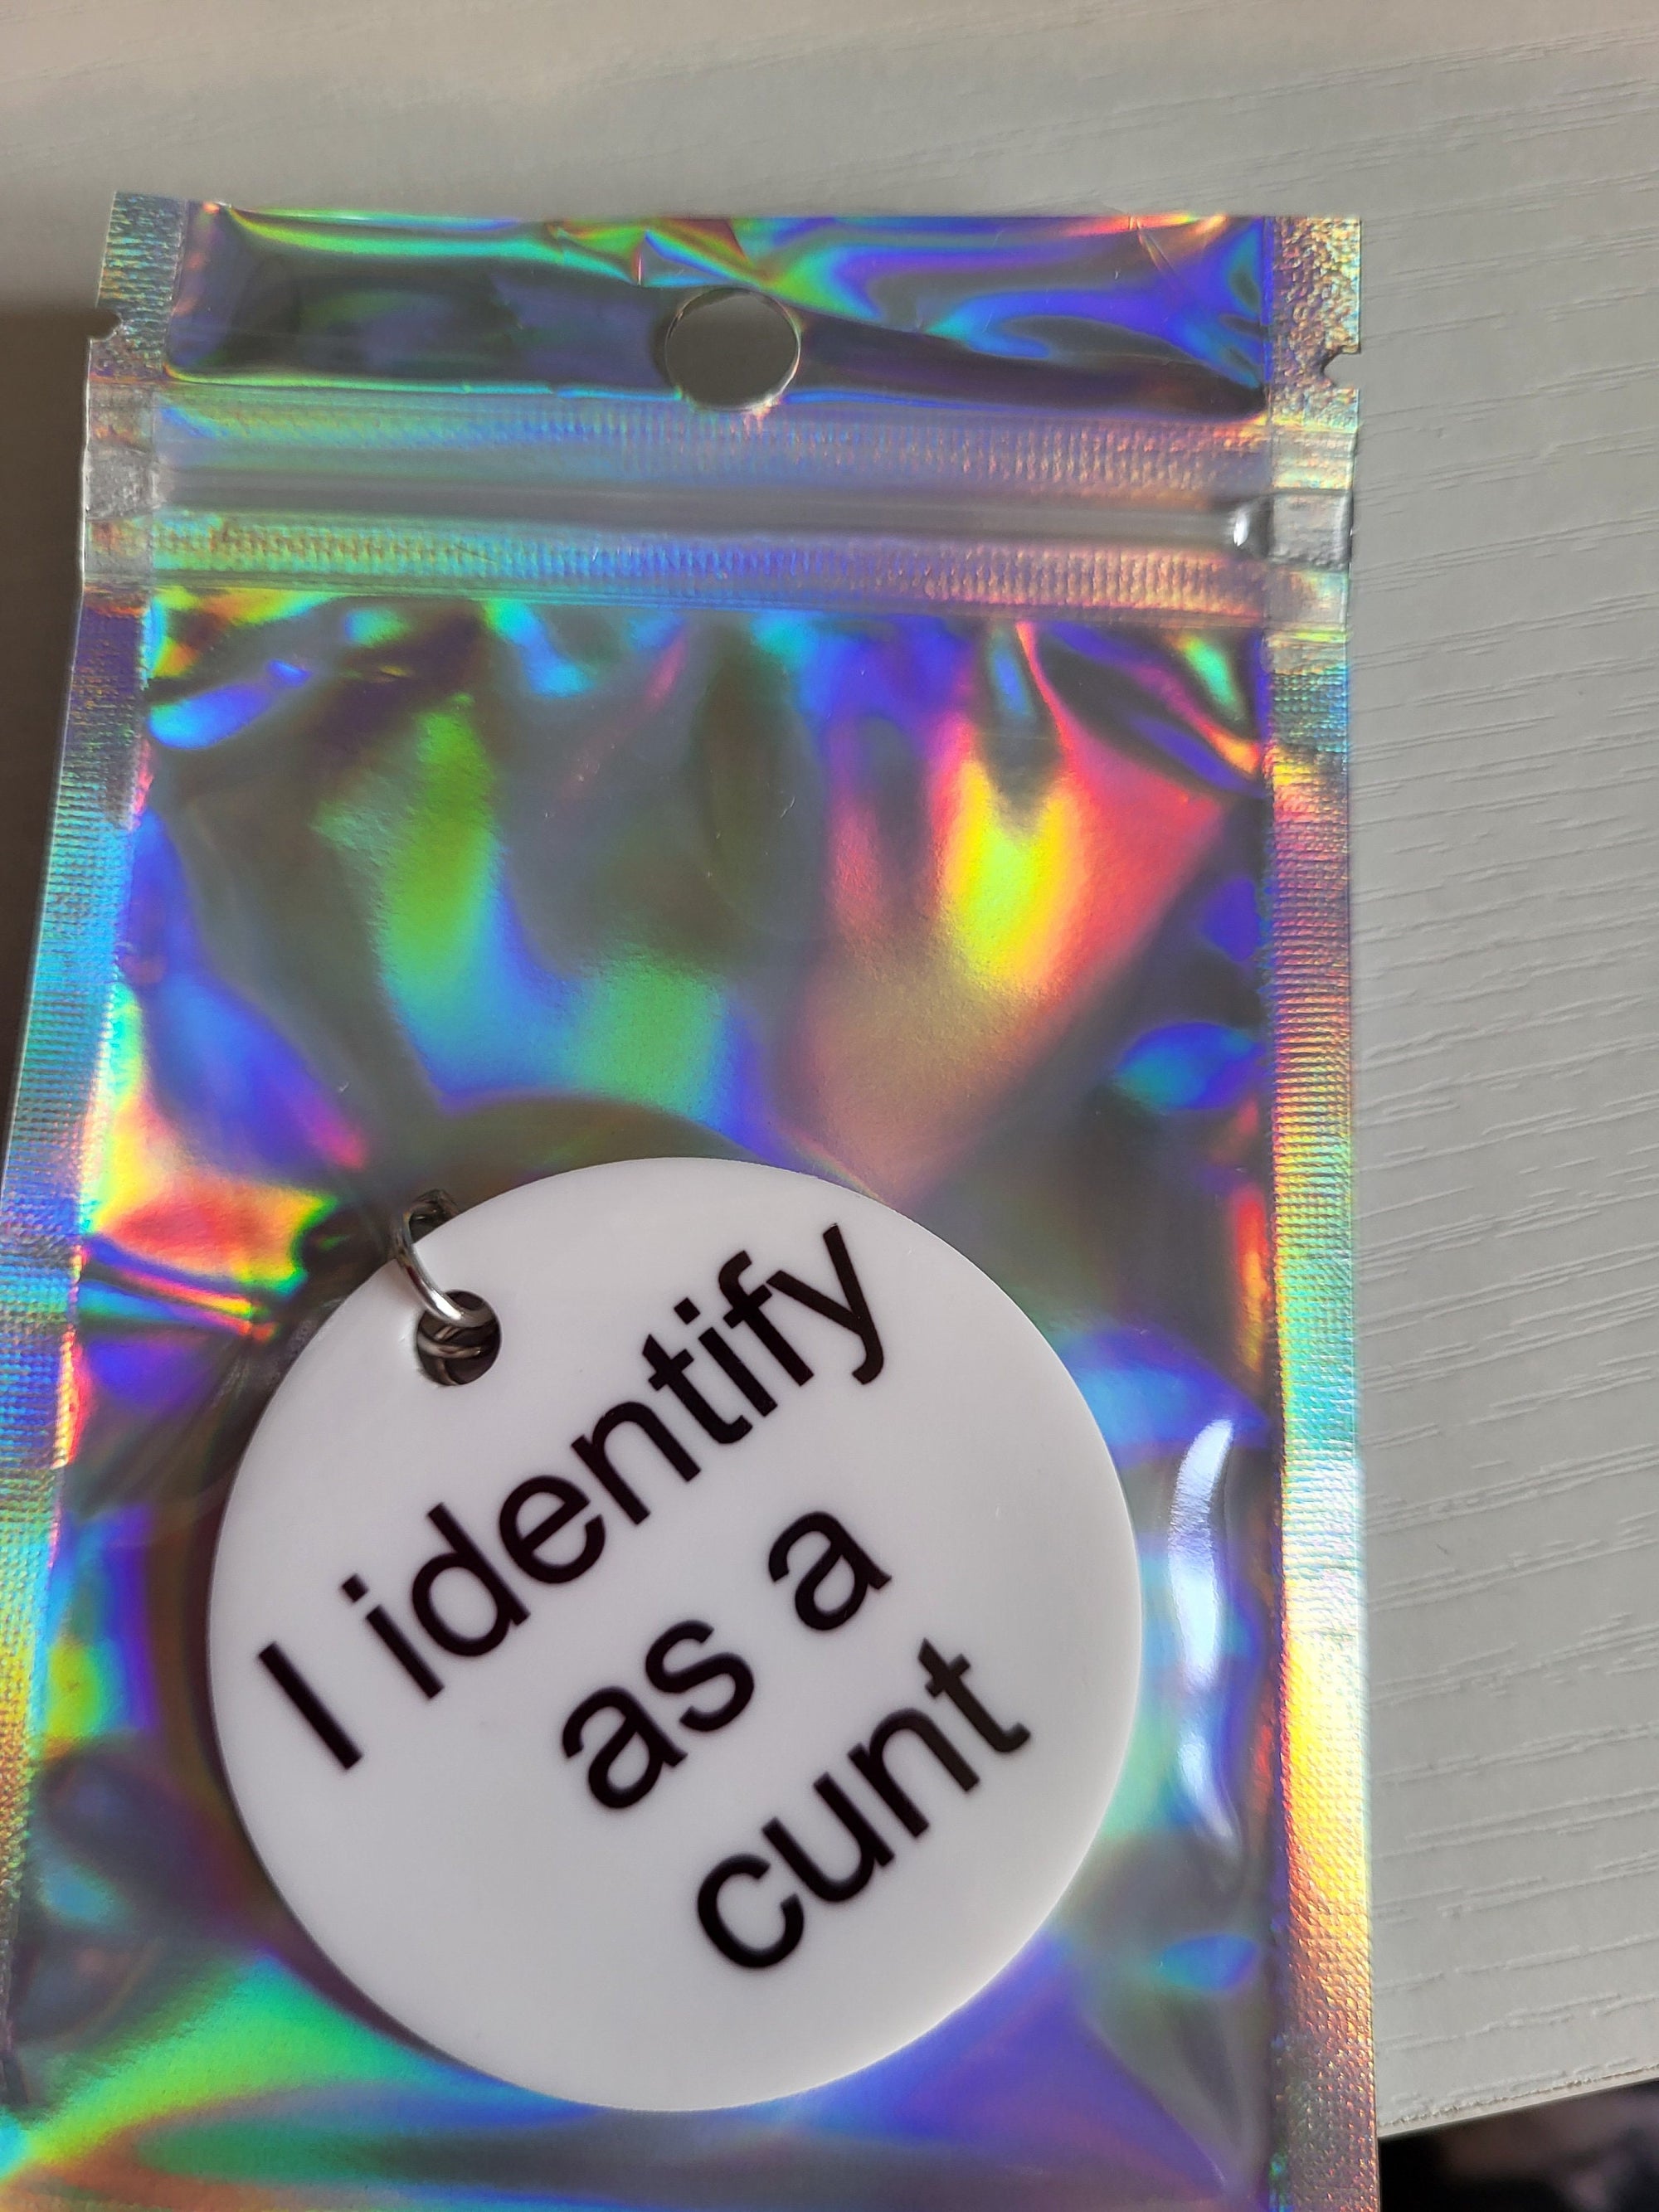 I identify
as a
cunt